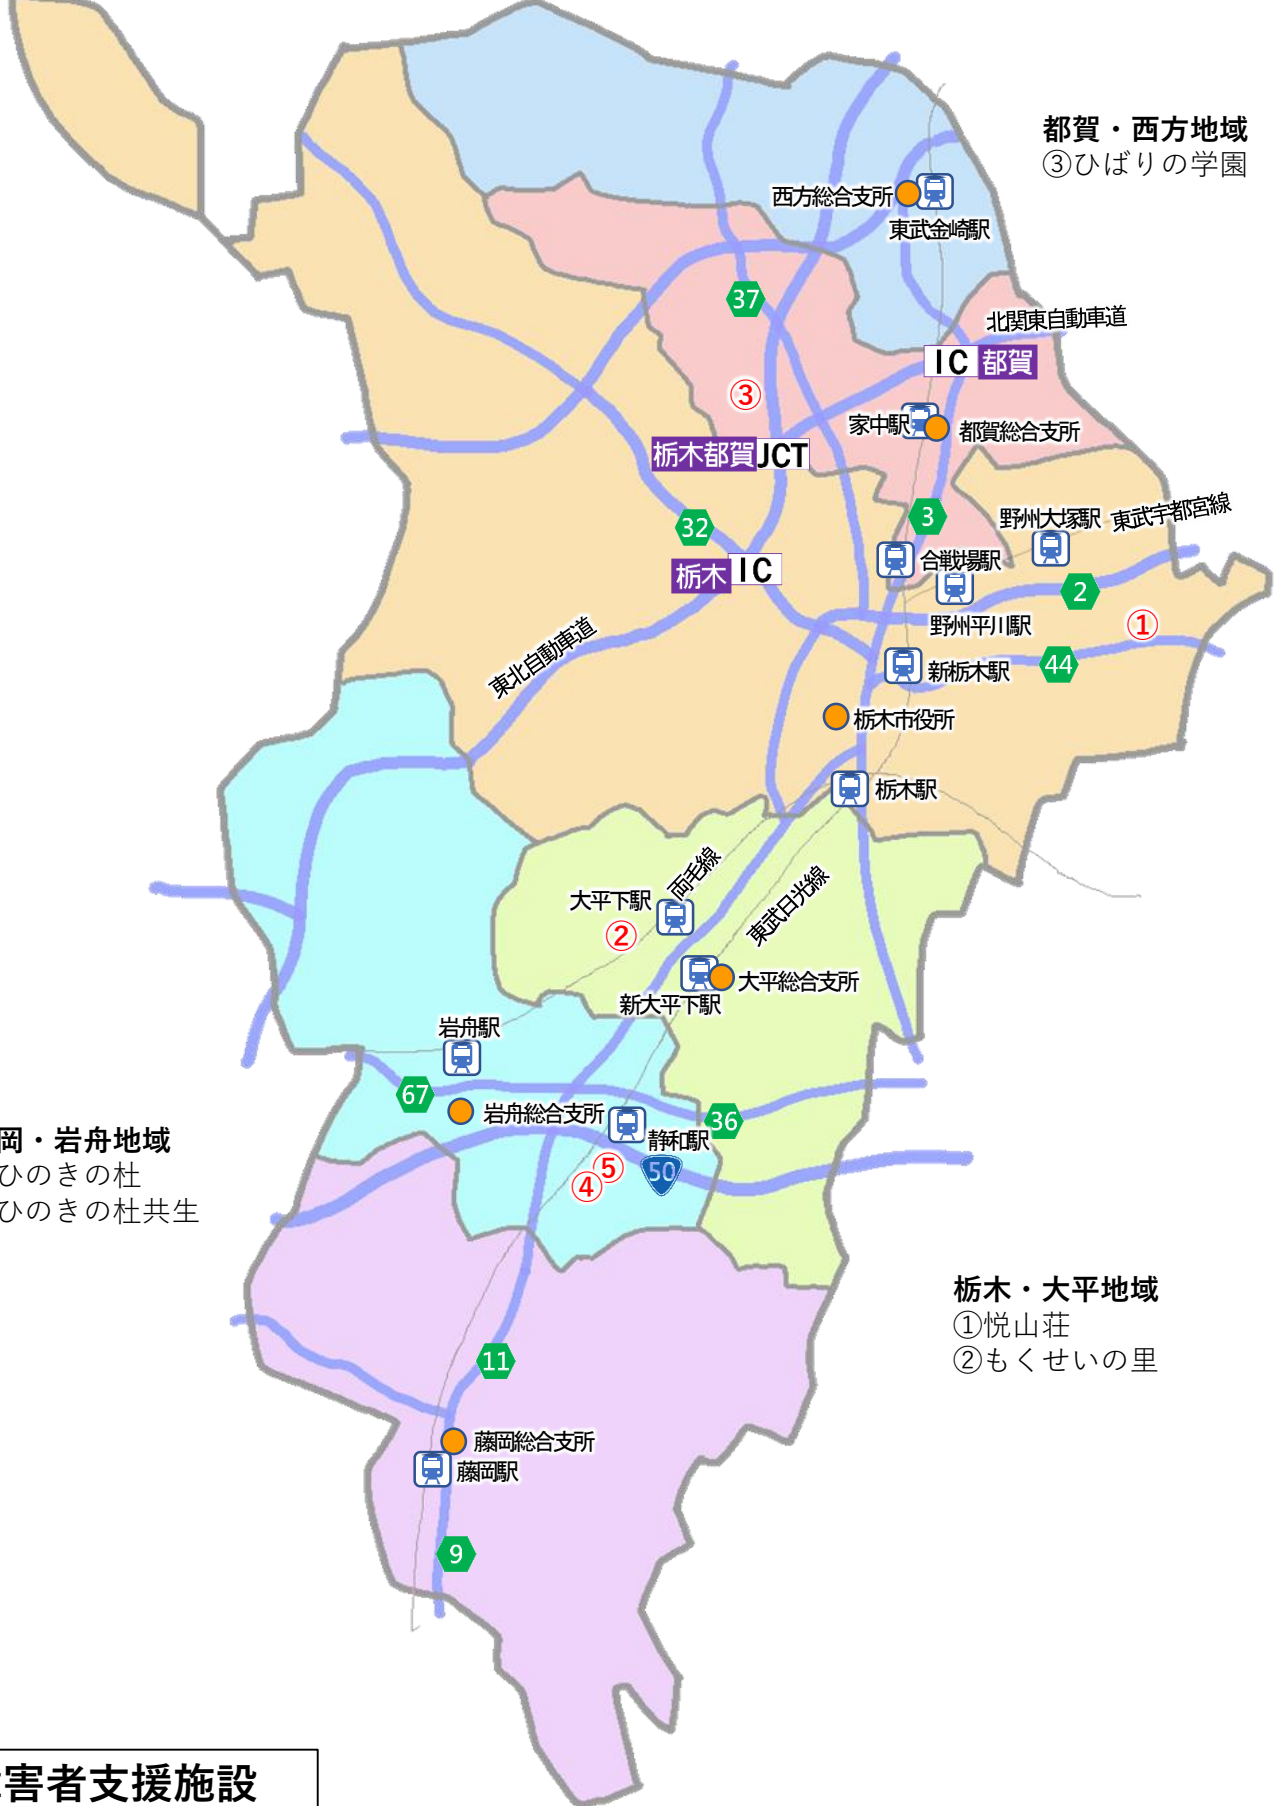 都賀・西方地域
③ひばりの学園
西方総合支所
東武金崎駅
37
北関東自動車道
IC 都賀
③
家中駅
都賀総合支所
栃木都賀JCT
32
3
野州大塚駅
東武宇都宮線
合戦場駅
栃木 IC
2
野州平川駅
①
東北自動車道
新栃木駅
44
栃木市役所
栃木駅
両毛線
大平下駅
東武日光線
②
大平総合支所
新大平下駅
岩舟駅
67
岩舟総合支所
36
静和駅
岡・岩舟地域
ひのきの杜
ひのきの杜共生
⑤
④
50
栃木・大平地域
①悦山荘
②もくせいの里
11
藤岡総合支所
藤岡駅
9
害者支援施設